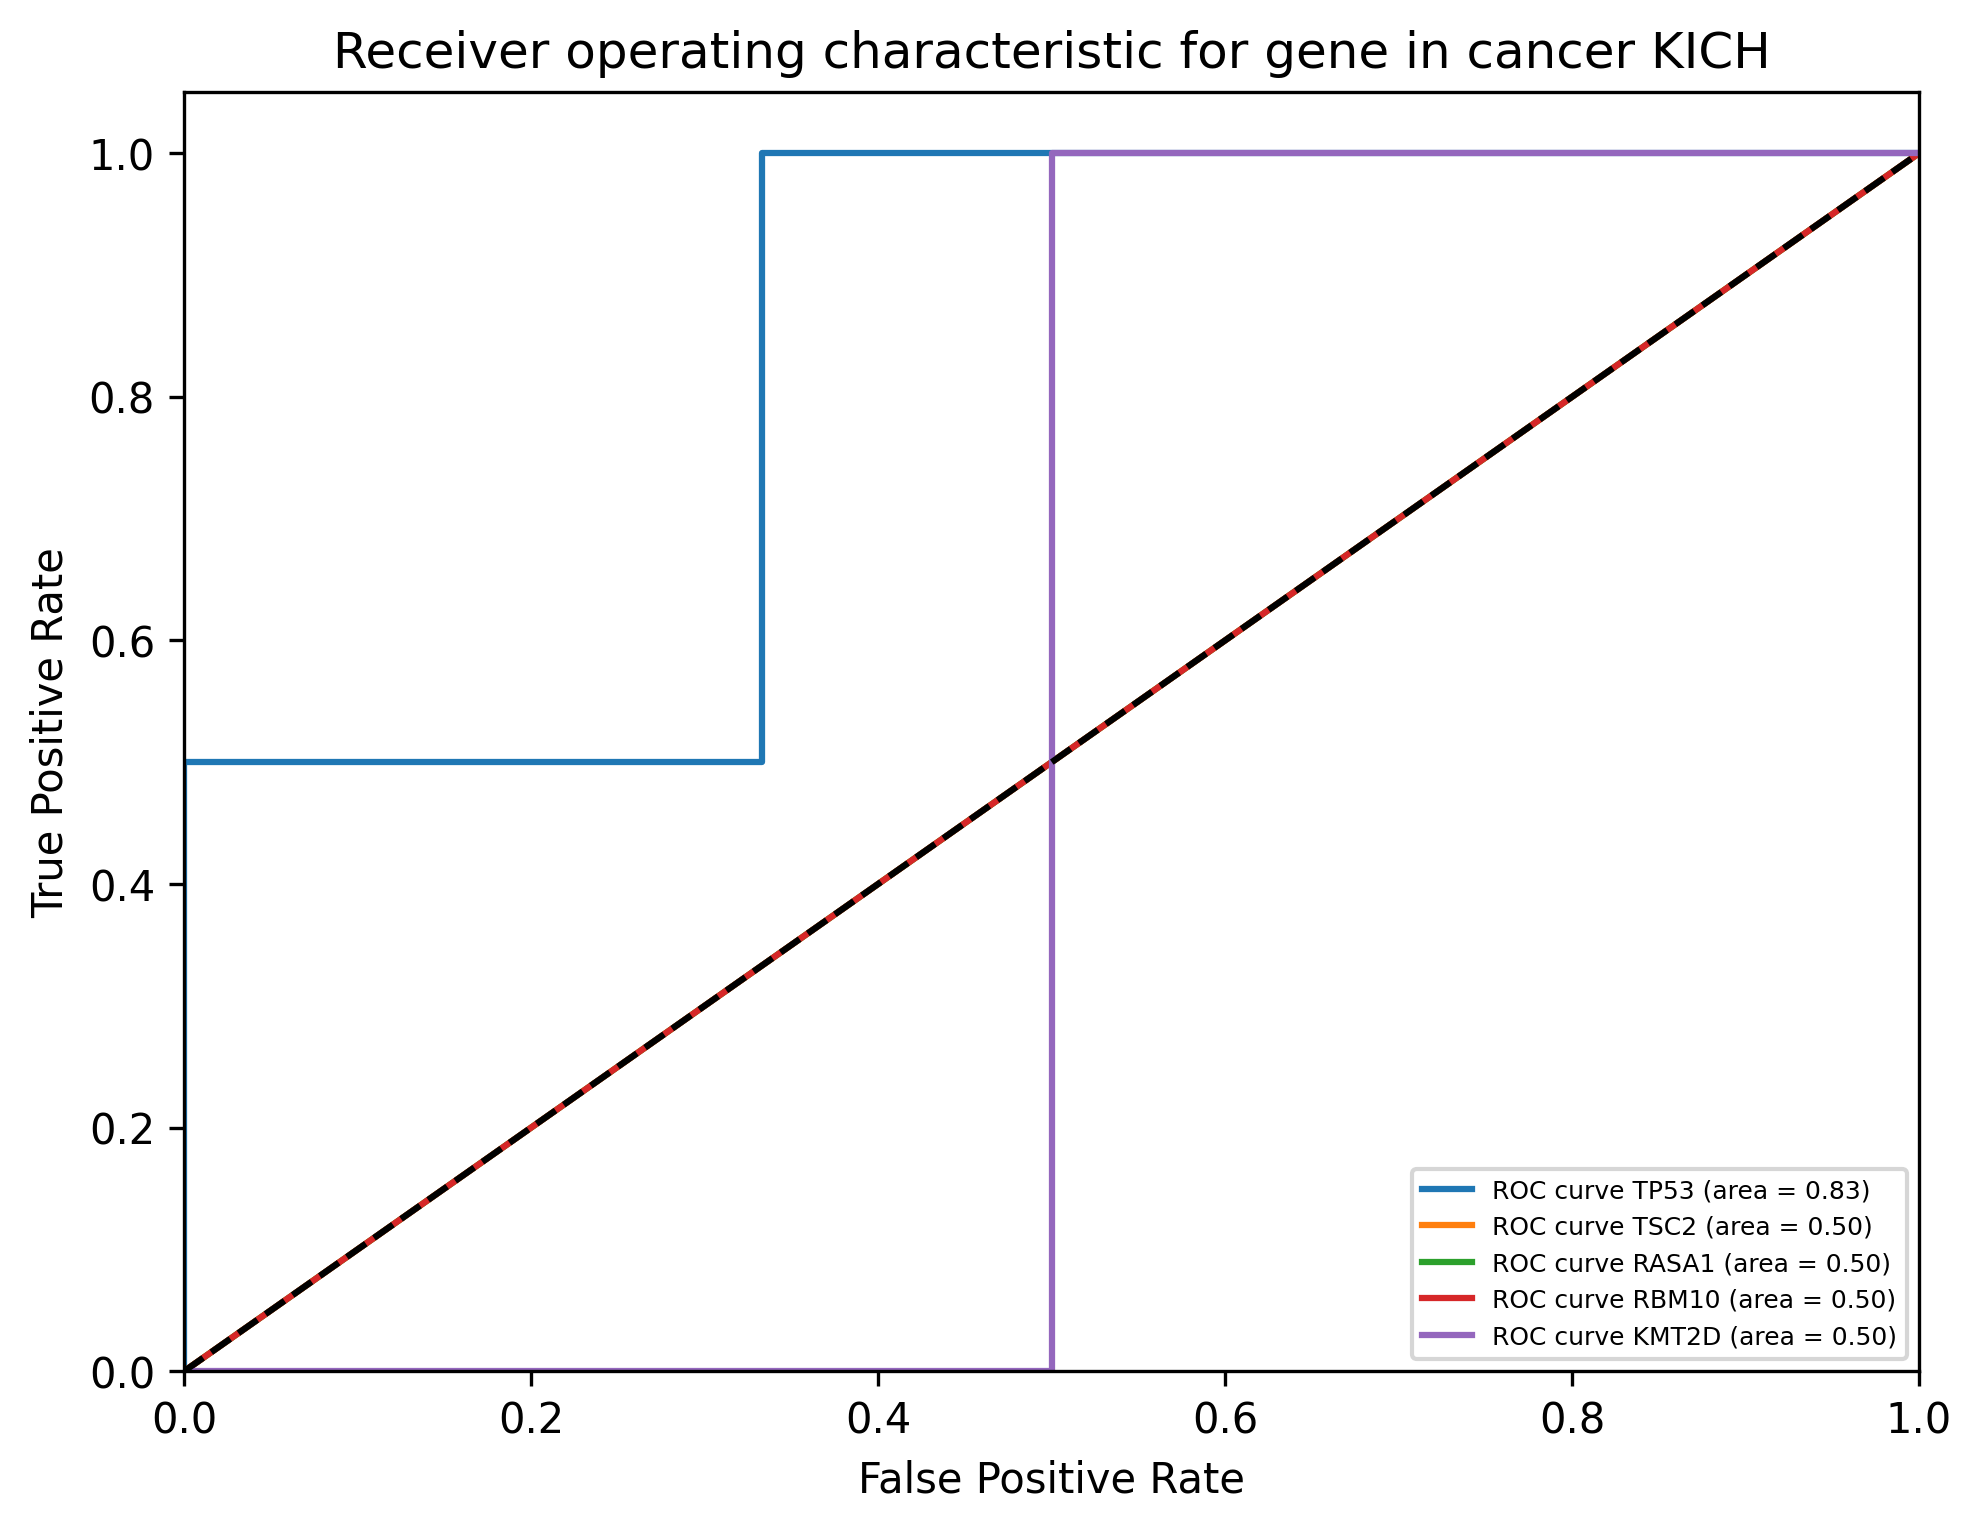 Receiver operating characteristic for gene in cancer KICH
True Positive Rate
1.0
0.8
0.6
0.4
0.2
0.0
ROC curve TP53 (area = 0.83)
ROC curve TSC2 (area = 0.50)
ROC curve RASA1 (area = 0.50)
ROC curve RBM10 (area = 0.50)
ROC curve KMT2D (area = 0.50)
0.0 0.2 0.4 0.6 0.8 1.0
False Positive Rate